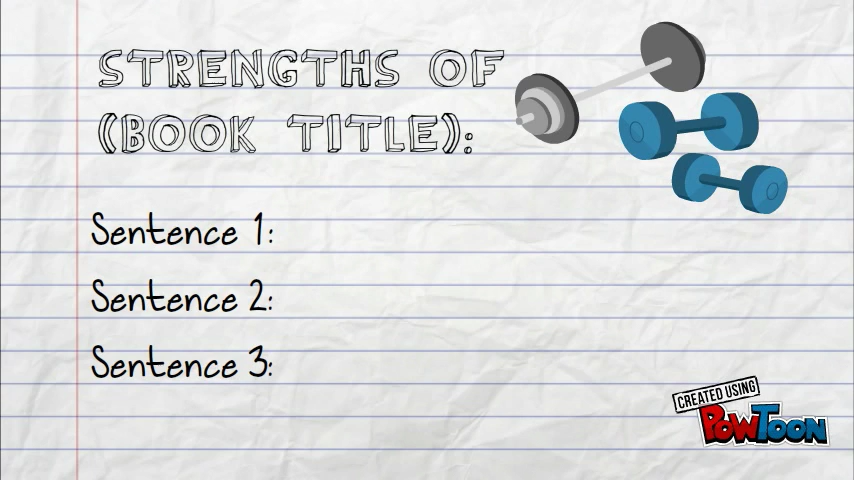 STRENGTHS OF
(BOOK TITLE):
Sentence 1:
Sentence 2:
Sentence 3:
CREATED USING
POWTOON